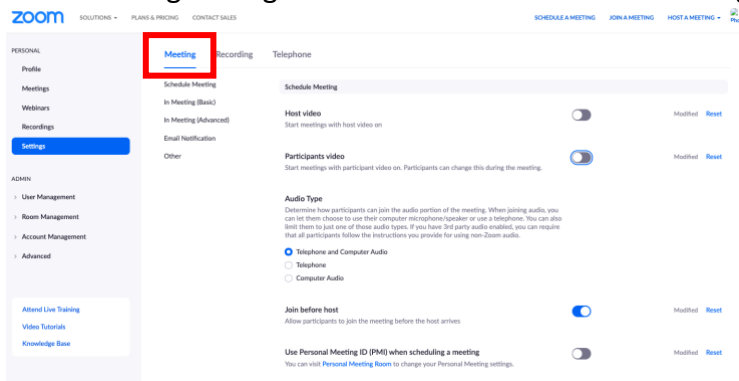 zoom SOLUTIONS PLANS & PRICING CONTACT SALES SCHEDULE A MEETING JOIN A MEETING HOST A MEETING
PERSONAL
Profile
Meetings
Webinars
Recordings
Settings
ADMIN
User Management
Room Management
Account Management
Advanced
Attend Live Training
Video Tutorials
Knowledge Base
Meeting Recording Telephone
Schedule Meeting
In Meeting (Basic)
In Meeting (Advanced)
Email Notification
Other
Schedule Meeting
Host video Modified Reset
Start meetings with host video on
Participants video Modified Reset
Start meetings with participant video on. Participants can change this during the meeting.
Audio Type
Determine how participants can join the audio portion of the meeting. When joining audio, you
can let them choose to use their computer microphone/speaker or use a telephone. You can also
limit them to just one of those audio types. If you have 3rd party audio enabled, you can require
that all participants follow the instructions you provide for using non-Zoom audio.
Telephone and Computer Audio
Telephone
Computer Audio
Join before host Modified Reset
Allow participants to join the meeting before the host arrives
Use Personal Meeting ID (PMI) when scheduling a meeting Modified Reset
You can visit Personal Meeting Room to change your Personal Meeting settings.